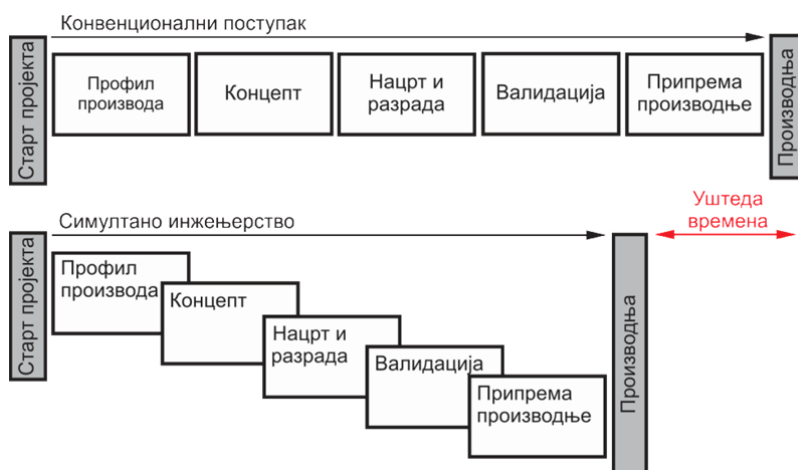 Конвенционални поступак
Старт пројекта
Профил
производа
Концепт
Нацрт и
разрада
Валидација
Припрема
производње
Производња
Симултано инжењерство
Уштеда
времена
Старт пројекта
Профил
производа
Концепт
Нацрт и
разрада
Валидација
Припрема
производње
Производња